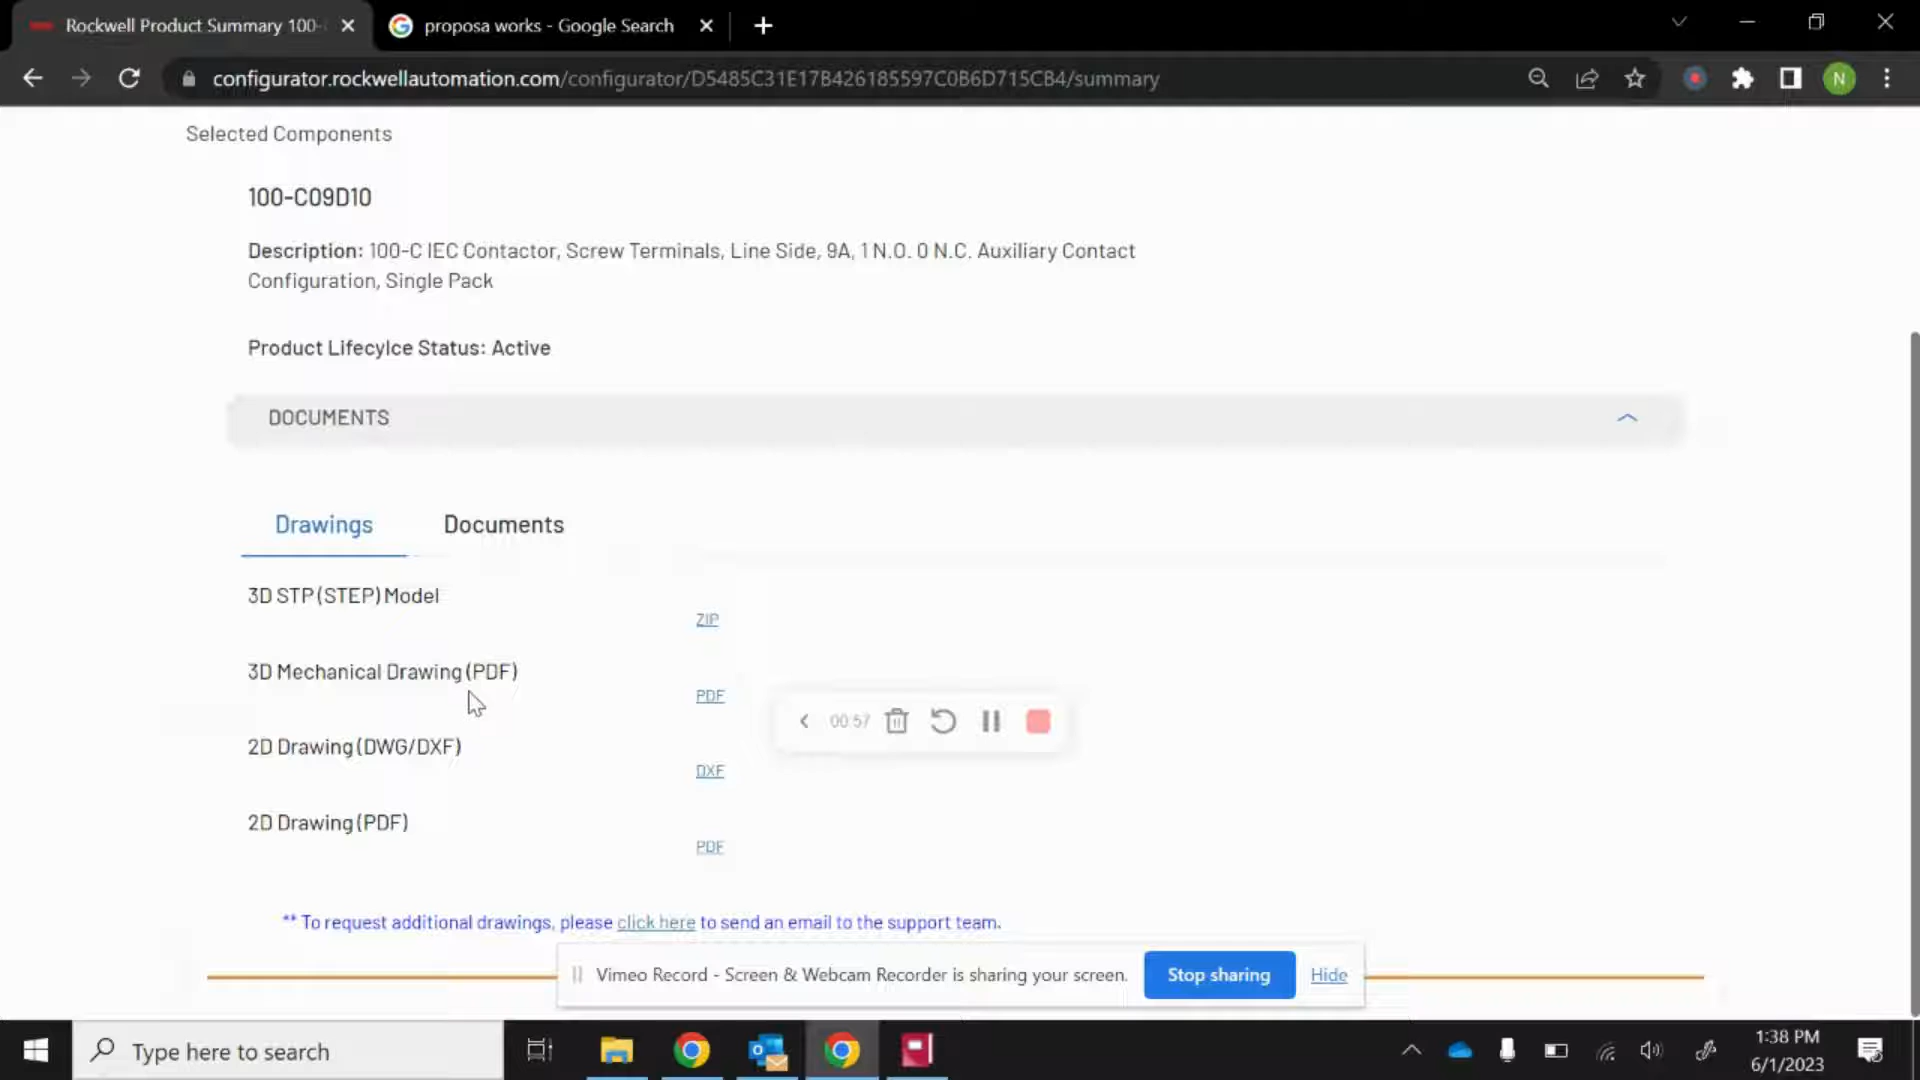 Rockwell Product Summary 100-
proposa works - Google Search
configurator.rockwellautomation.com/configurator/D5485C31E17B426185597C0B6D715CB4/summary
N
Selected Components
100-C09D10
Description: 100-C IEC Contactor, Screw Terminals, Line Side, 9A, 1 N.O. 0 N.C. Auxiliary Contact
Configuration, Single Pack
Product Lifecylce Status: Active
DOCUMENTS
Drawings Documents
3D STP (STEP) Model
ZIP
3D Mechanical Drawing (PDF)
PDF
00:57
2D Drawing (DWG/DXF)
DXF
2D Drawing (PDF)
PDF
** To request additional drawings, please click here to send an email to the support team.
Vimeo Record - Screen & Webcam Recorder is sharing your screen. Stop sharing Hide
Type here to search
1:38 PM
6/1/2023